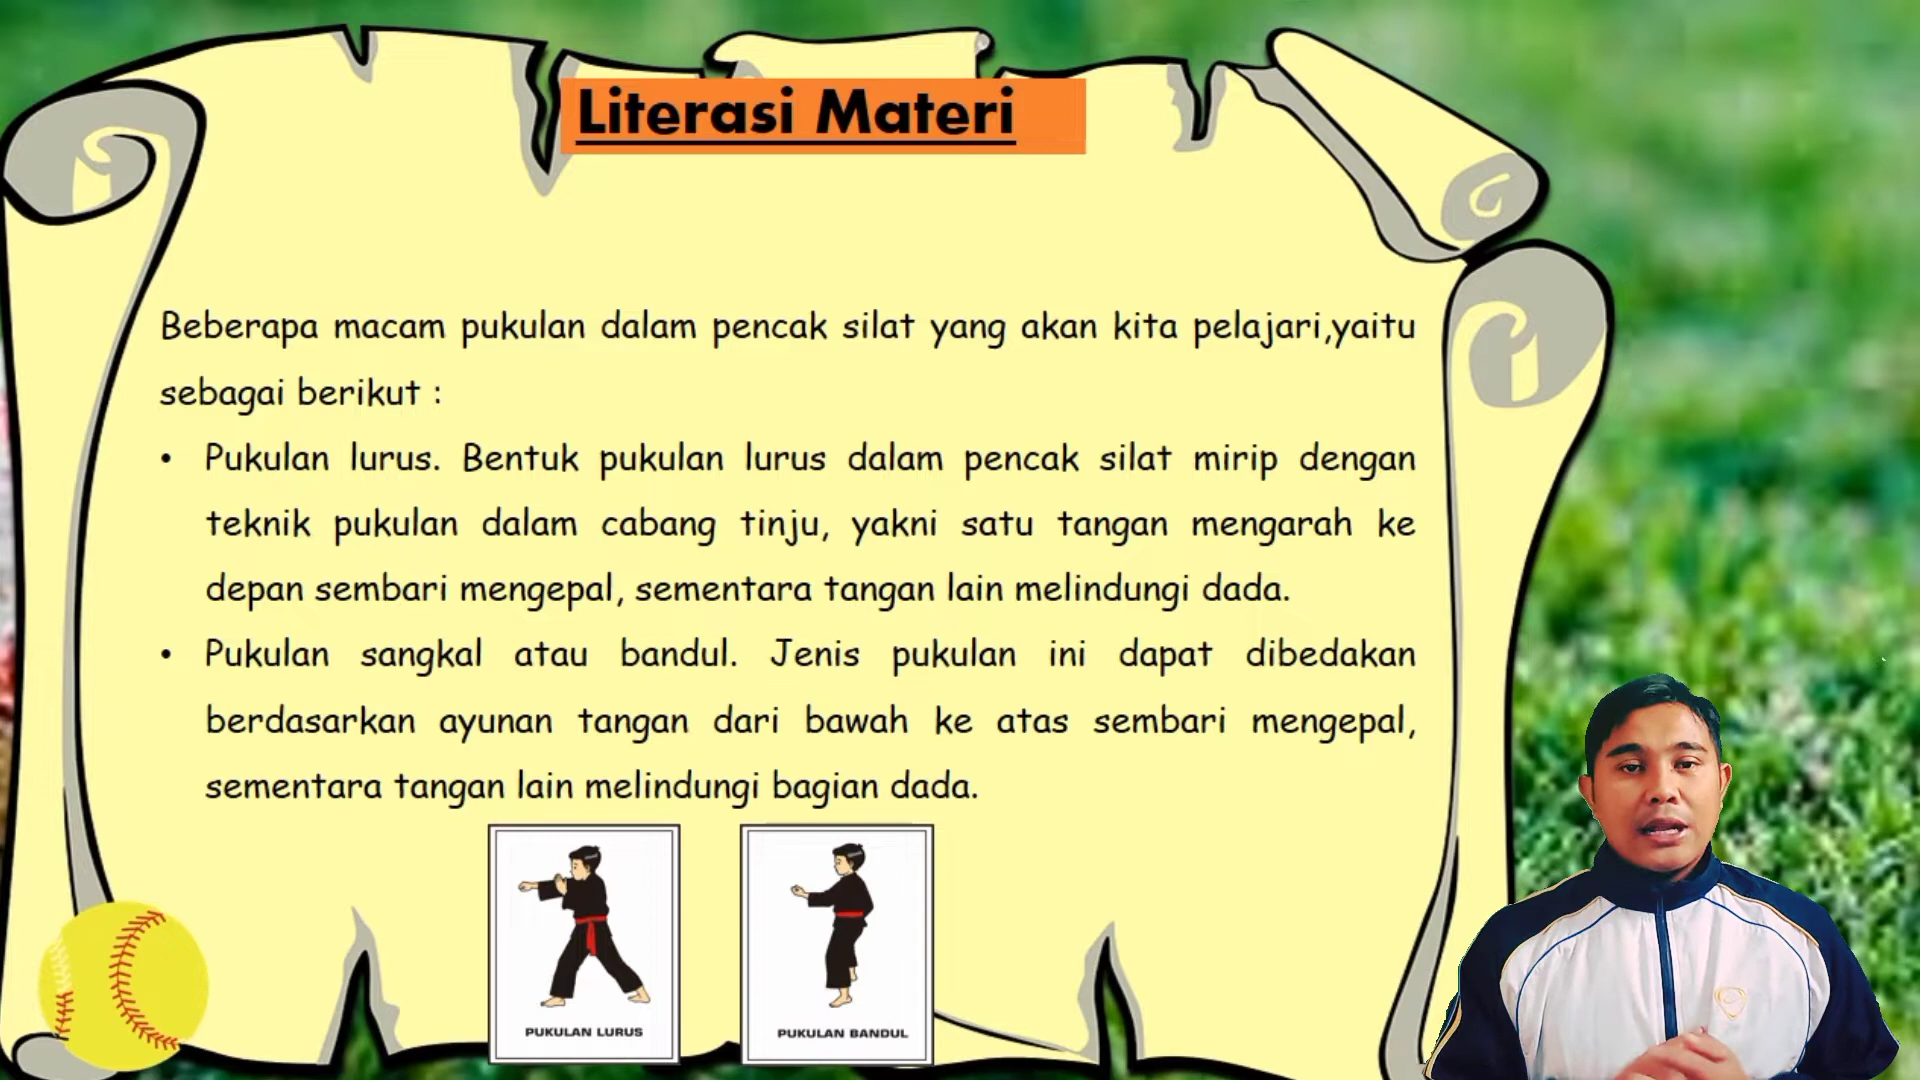 Literasi Materi
Beberapa macam pukulan dalam pencak silat yang akan kita pelajari,yaitu
sebagai berikut :
• Pukulan lurus. Bentuk pukulan lurus dalam pencak silat mirip dengan
teknik pukulan dalam cabang tinju, yakni satu tangan mengarah ke
depan sembari mengepal, sementara tangan lain melindungi dada.
• Pukulan sangkal atau bandul. Jenis pukulan ini dapat dibedakan
berdasarkan ayunan tangan dari bawah ke atas sembari mengepal,
sementara tangan lain melindungi bagian dada.
PUKULAN LURUS
PUKULAN BANDUL